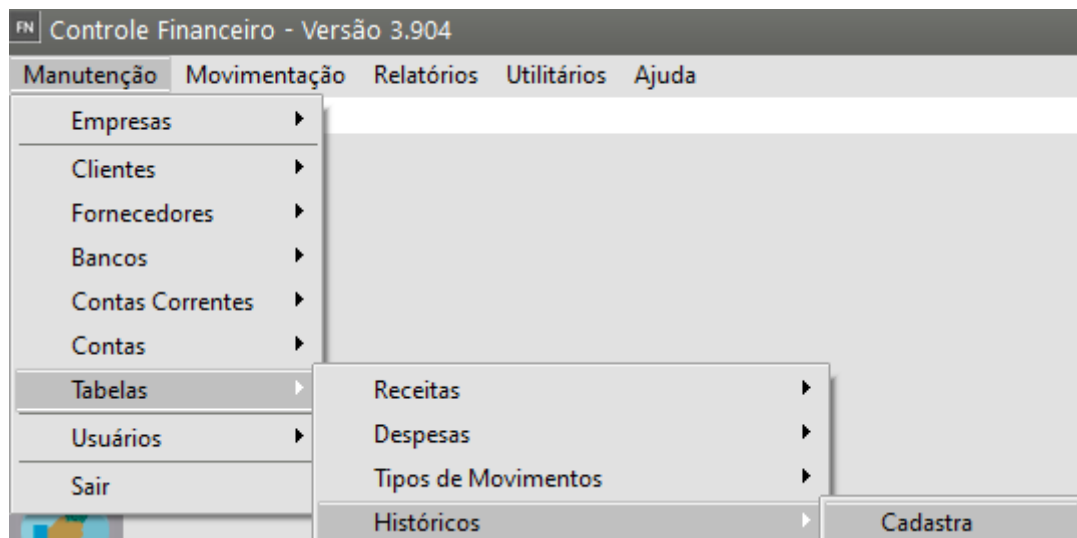 FN Controle Financeiro - Versão 3.904
Manutenção Movimentação Relatórios Utilitários Ajuda
Empresas
Clientes
Fornecedores
Bancos
Contas Correntes
Contas
Tabelas
Usuários
Sair
Receitas
Despesas
Tipos de Movimentos
Históricos
Cadastra